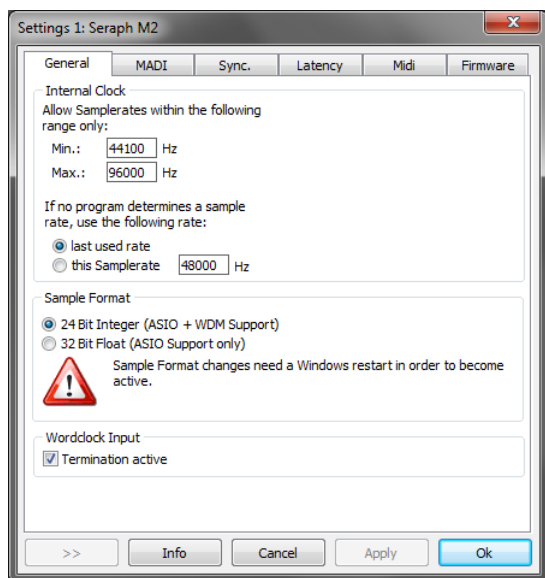 Settings 1: Seraph M2
General
MADI
Sync.
Latency
Midi
Firmware
Internal Clock
Allow Samplerates within the following
range only:
Min.: 44100 Hz
Max.: 96000 Hz
If no program determines a sample
rate, use the following rate:
last used rate
this Samplerate 48000 Hz
Sample Format
24 Bit Integer (ASIO + WDM Support)
32 Bit Float (ASIO Support only)
Sample Format changes need a Windows restart in order to become
active.
Wordclock Input
Termination active
>>
Info
Cancel
Apply
Ok